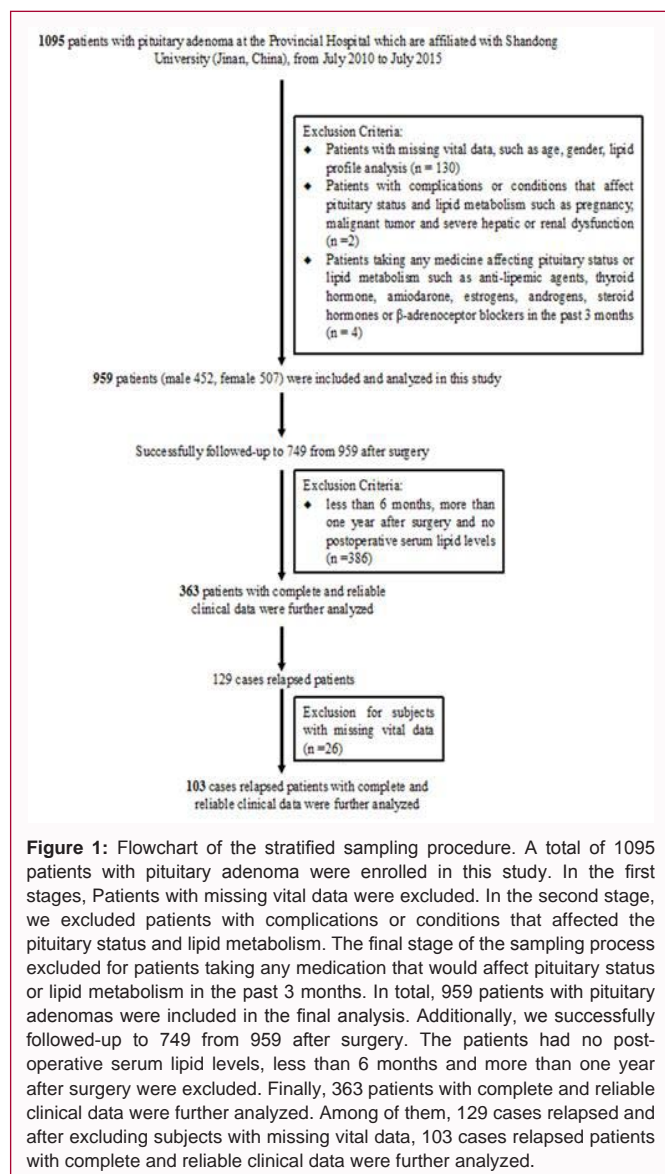 1095 patients with pituitary adenoma at the Provincial Hospital which are affiliated with Shandong
University (Jinan, China), from July 2010 to July 2015
Exclusion Criteria:
◆ Patients with missing vital data, such as age, gender, lipid
profile analysis (n = 130)
◆ Patients with complications or conditions that affect
pituitary status and lipid metabolism such as pregnancy,
malignant tumor and severe hepatic or renal dysfunction
(n =2)
◆ Patients taking any medicine affecting pituitary status or
lipid metabolism such as anti-lipemic agents, thyroid
hormone, amiodarone, estrogens, androgens, steroid
hormones or β-adrenoceptor blockers in the past 3 months
(n = 4)
959 patients (male 452, female 507) were included and analyzed in this study
Successfully followed-up to 749 from 959 after surgery
Exclusion Criteria:
◆ less than 6 months, more than
one year after surgery and no
postoperative serum lipid levels
(n =386)
363 patients with complete and reliable
clinical data were further analyzed
129 cases relapsed patients
Exclusion for subjects
with missing vital data
(n =26)
103 cases relapsed patients with complete and
reliable clinical data were further analyzed
Figure 1: Flowchart of the stratified sampling procedure. A total of 1095
patients with pituitary adenoma were enrolled in this study. In the first
stages, Patients with missing vital data were excluded. In the second stage,
we excluded patients with complications or conditions that affected the
pituitary status and lipid metabolism. The final stage of the sampling process
excluded for patients taking any medication that would affect pituitary status
or lipid metabolism in the past 3 months. In total, 959 patients with pituitary
adenomas were included in the final analysis. Additionally, we successfully
followed-up to 749 from 959 after surgery. The patients had no post-
operative serum lipid levels, less than 6 months and more than one year
after surgery were excluded. Finally, 363 patients with complete and reliable
clinical data were further analyzed. Among of them, 129 cases relapsed and
after excluding subjects with missing vital data, 103 cases relapsed patients
with complete and reliable clinical data were further analyzed.